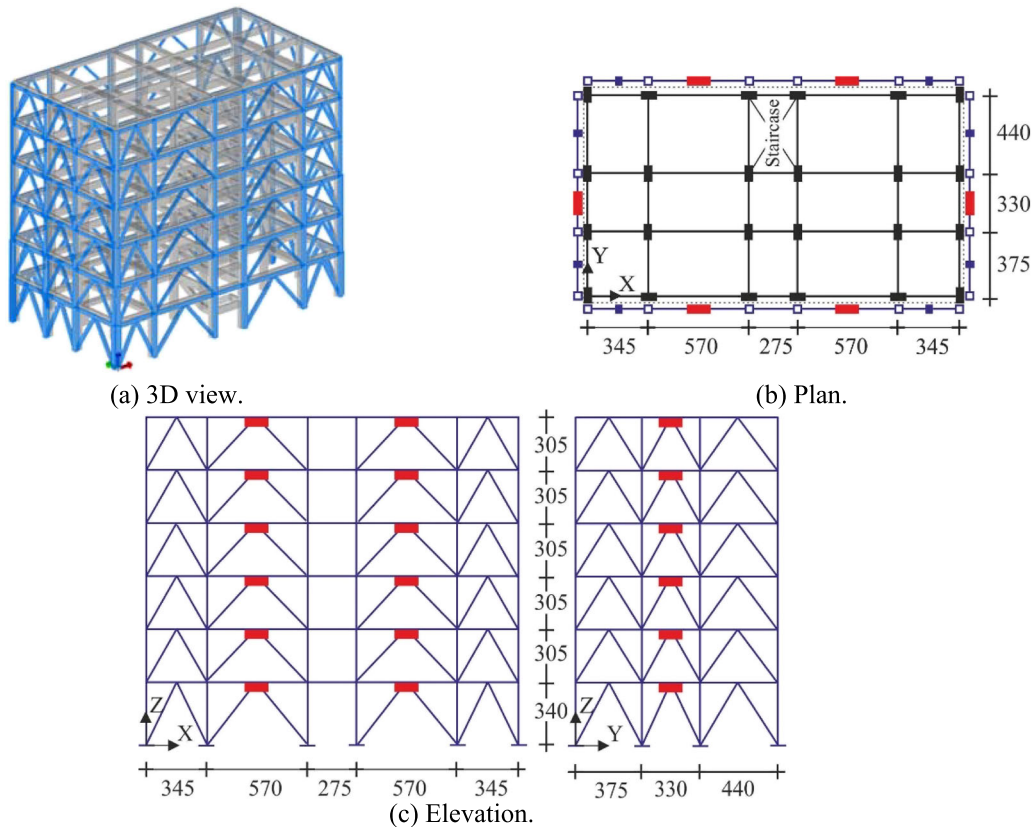 (a) 3D view.
Staircase
440
330
375
Y
X
345 570 275 570 345
(b) Plan.
305
305
305
305
305
340
Z
X
345 570 275 570 345
Z
Y
375 330 440
(c) Elevation.